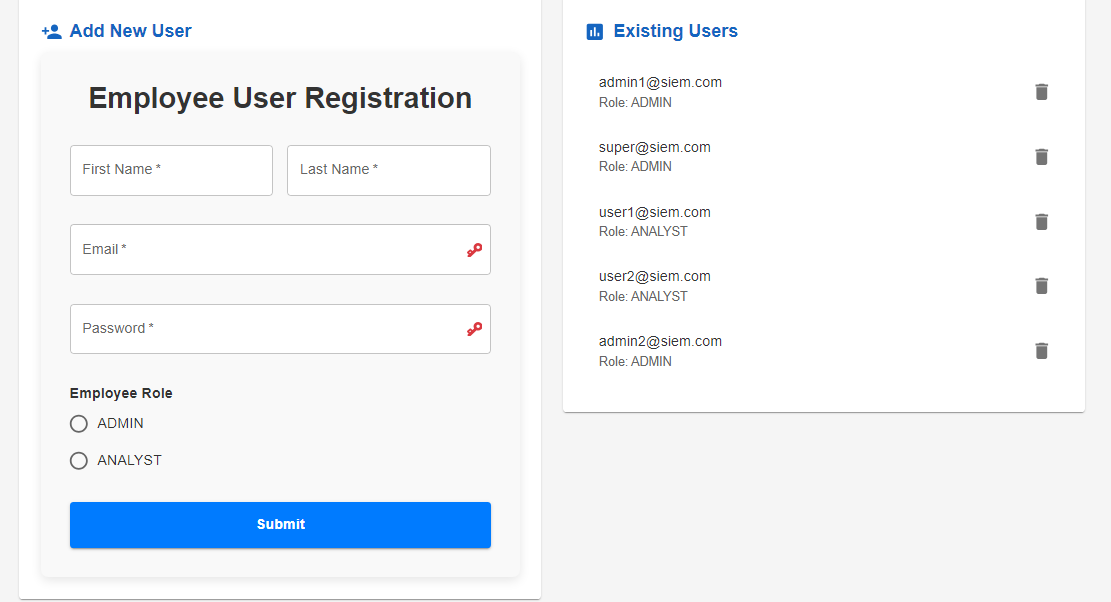 Add New User
Employee User Registration
First Name *
Last Name *
Email *
Password *
Employee Role
ADMIN
ANALYST
Submit
Existing Users
admin1@siem.com
Role: ADMIN
super@siem.com
Role: ADMIN
user1@siem.com
Role: ANALYST
user2@siem.com
Role: ANALYST
admin2@siem.com
Role: ADMIN